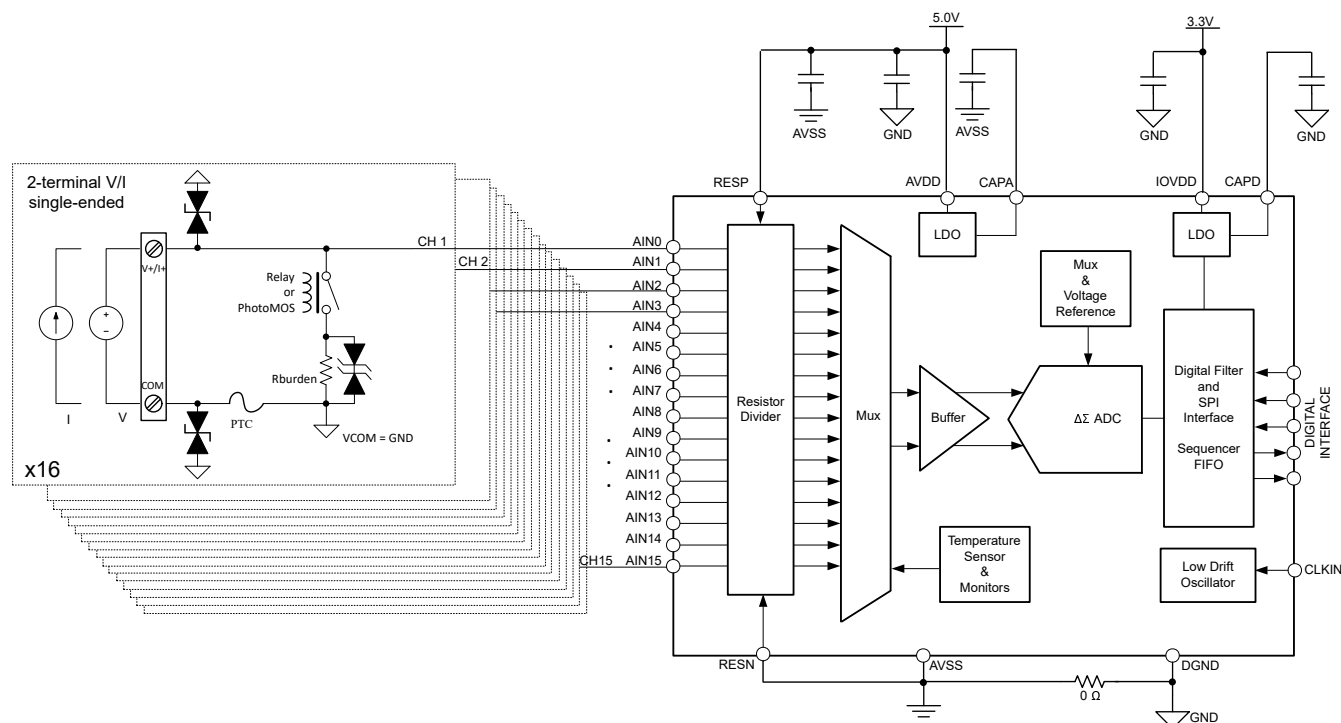 5.0V
3.3V
AVSS
GND
AVSS
GND
GND
RESP
AVDD
CAPA
IOVDD
CAPD
2-terminal V/I
single-ended
V+/I+
COM
I
V
+
−
PTC
Relay
or
PhotoMOS
Rburden
VCOM = GND
x16
CH 1
CH 2
CH15
AIN0
AIN1
AIN2
AIN3
AIN4
AIN5
AIN6
AIN7
AIN8
AIN9
AIN10
AIN11
AIN12
AIN13
AIN14
AIN15
Resistor
Divider
Mux
Buffer
ΔΣ ADC
LDO
LDO
Mux
&
Voltage
Reference
Digital Filter
and
SPI
Interface
Sequencer
FIFO
DIGITAL
INTERFACE
Temperature
Sensor
&
Monitors
Low Drift
Oscillator
CLKIN
RESN
AVSS
DGND
0 Ω
GND